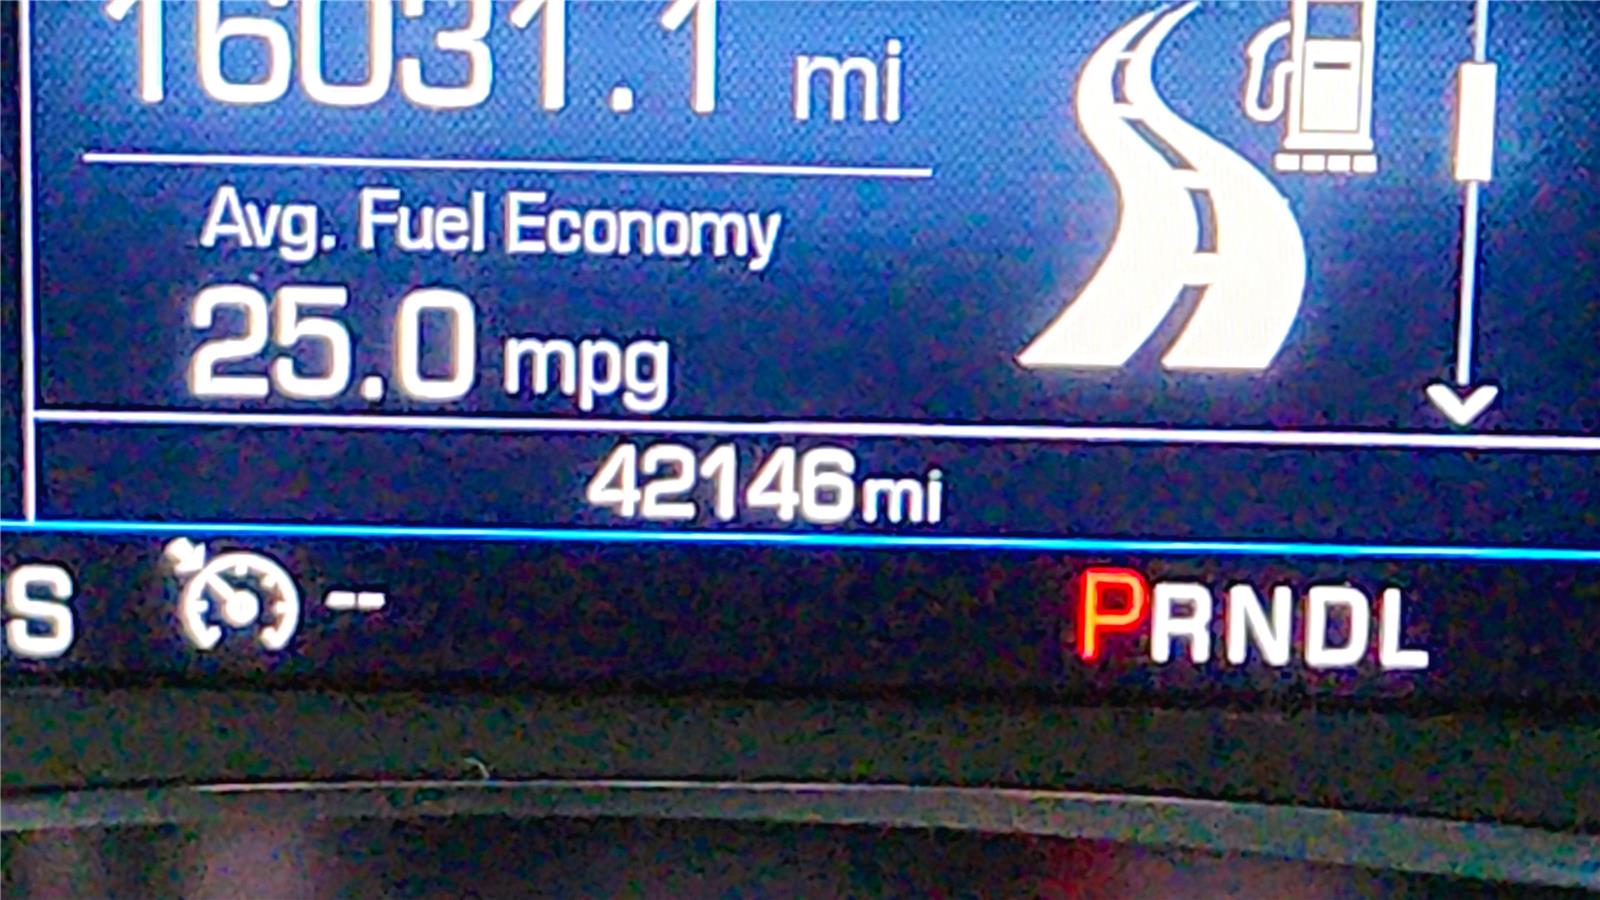 16031.1 mi
Avg. Fuel Economy
25.0 mpg
42146mi
S -- PRNDL